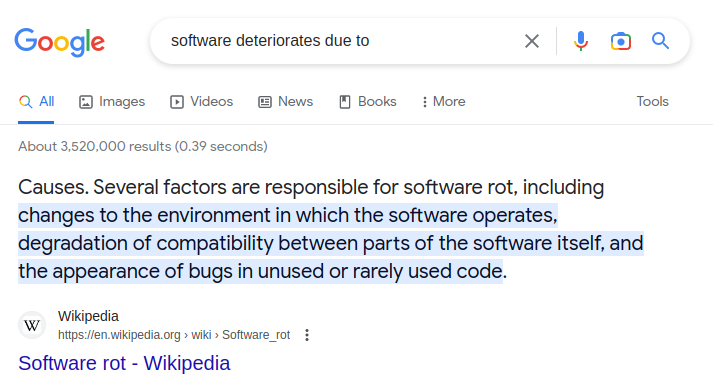 Google
software deteriorates due to
All Images Videos News Books More Tools
About 3,520,000 results (0.39 seconds)
Causes. Several factors are responsible for software rot, including
changes to the environment in which the software operates,
degradation of compatibility between parts of the software itself, and
the appearance of bugs in unused or rarely used code.
W
Wikipedia
https://en.wikipedia.org › wiki › Software_rot
Software rot - Wikipedia